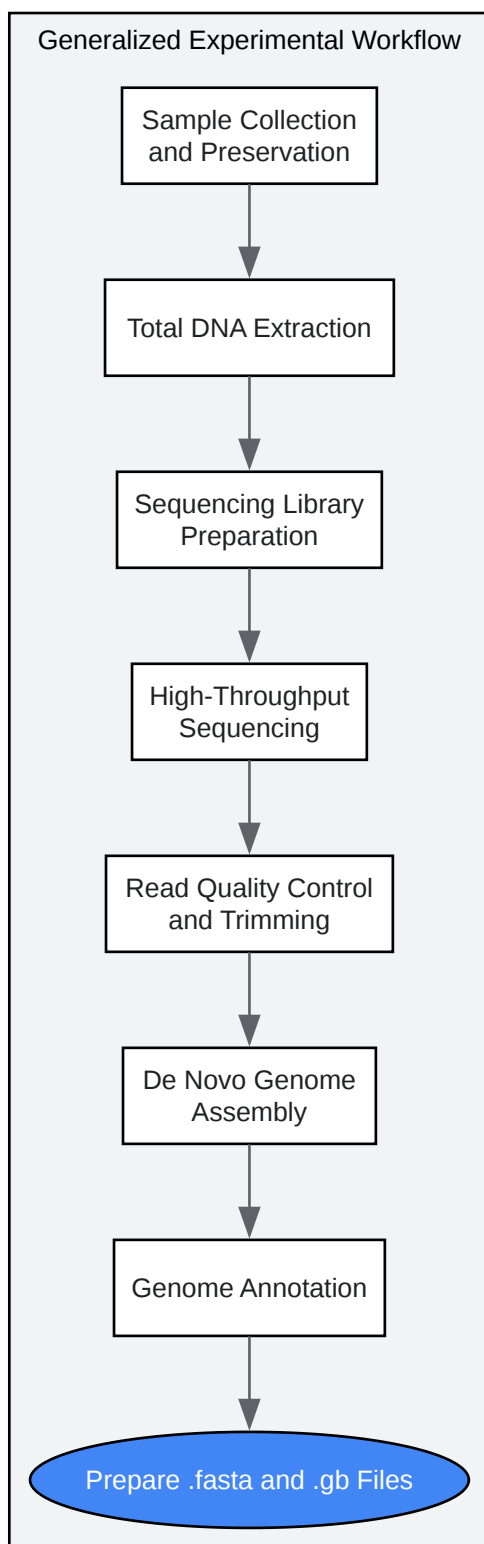 Generalized Experimental Workflow
Sample Collection
and Preservation
Total DNA Extraction
Sequencing Library
Preparation
High-Throughput
Sequencing
Read Quality Control
and Trimming
De Novo Genome
Assembly
Genome Annotation
Prepare .fasta and .gb Files